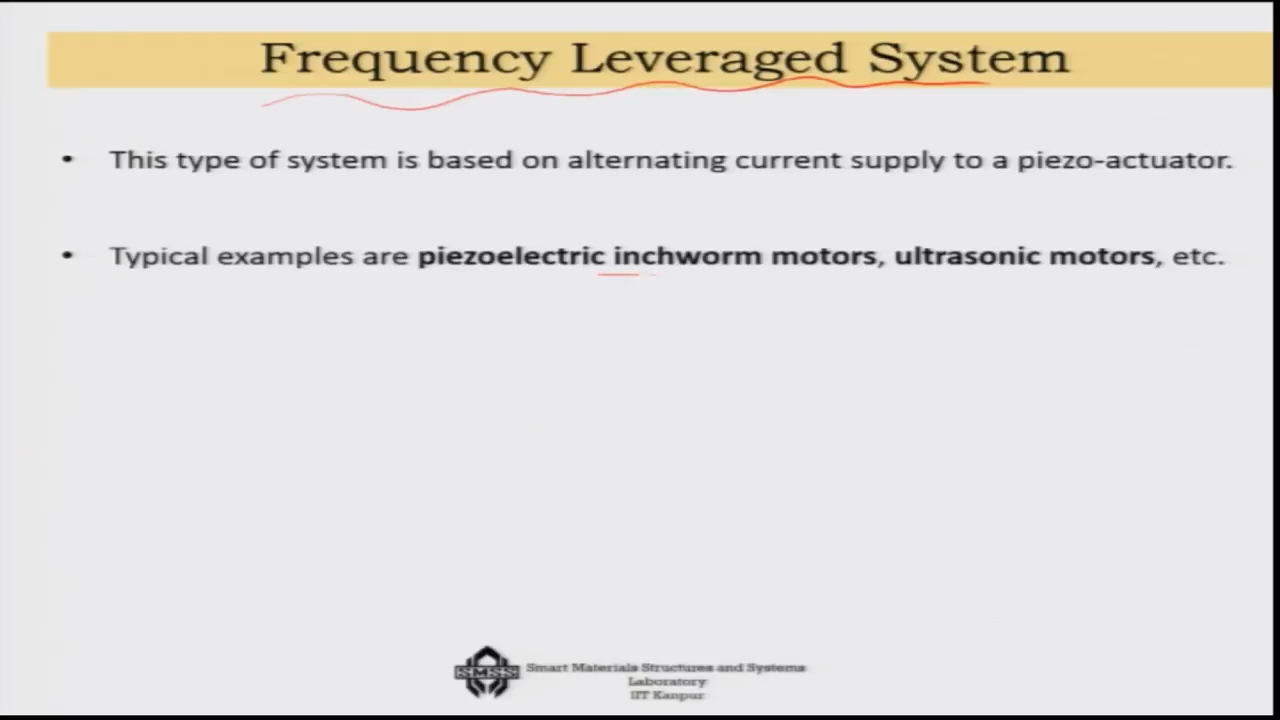 Frequency Leveraged System
• This type of system is based on alternating current supply to a piezo-actuator.
• Typical examples are piezoelectric inchworm motors, ultrasonic motors, etc.
SMSS
Smart Materials Structures and Systems
Laboratory
IIT Kanpur